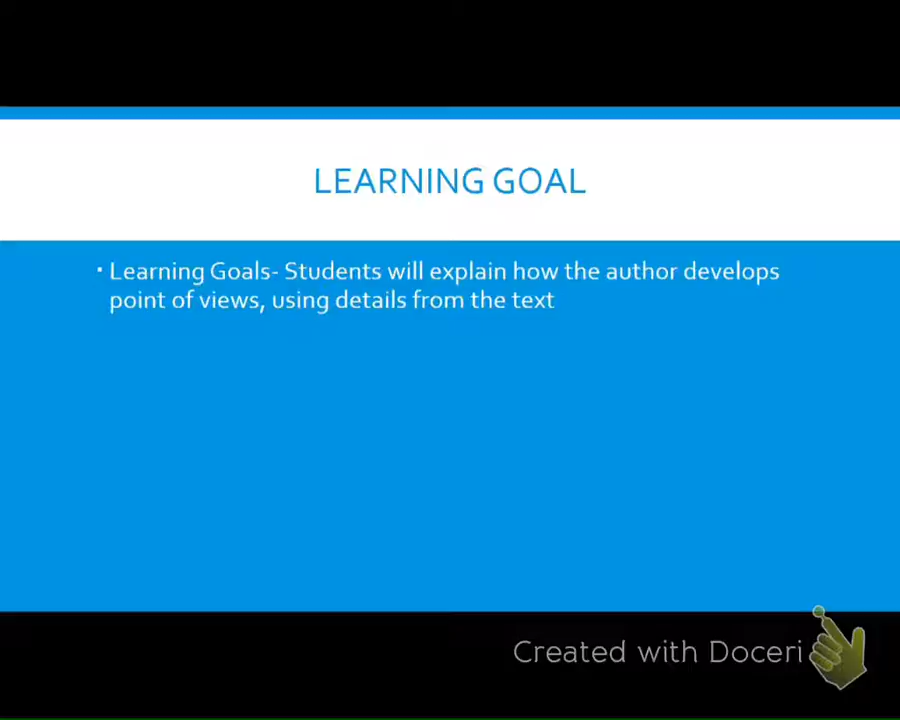 LEARNING GOAL
▪ Learning Goals- Students will explain how the author develops
point of views, using details from the text
Created with Doceri